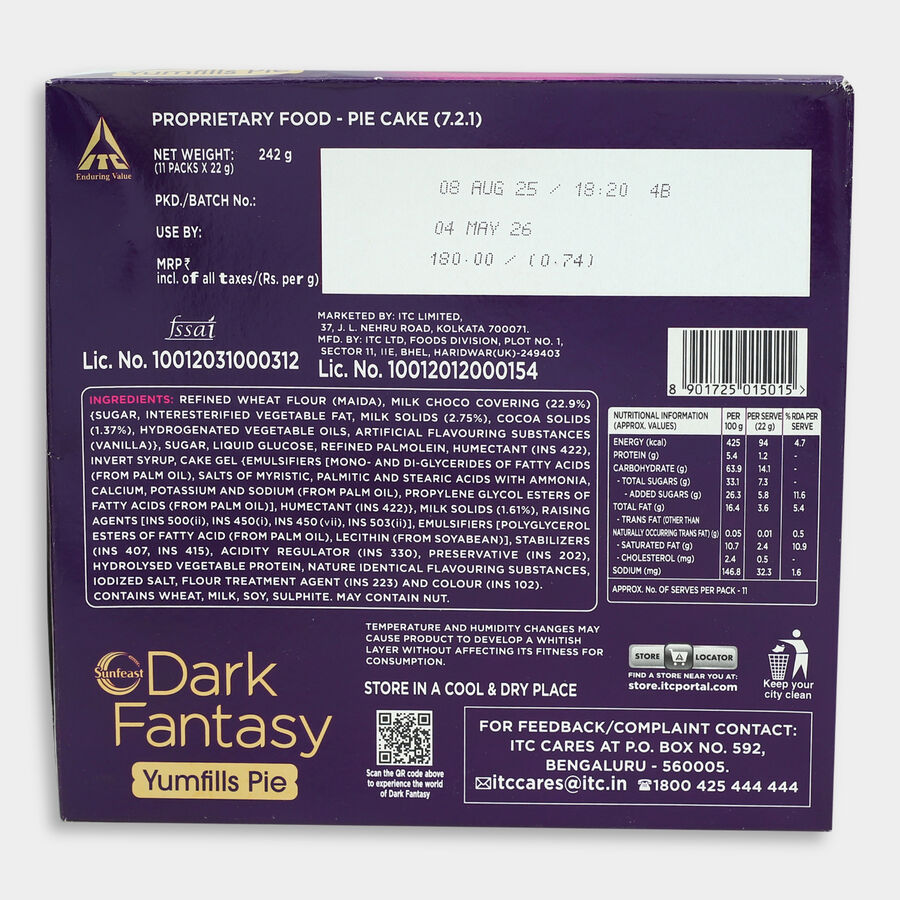 Yumfills Pie
PROPRIETARY FOOD - PIE CAKE (7.2.1)
ITC
Enduring Value
NET WEIGHT: 242 g
(11 PACKS X 22 g)
PKD./BATCH No.:
08 AUG 25 / 18:20 4B
USE BY:
04 MAY 26
MRP ₹
incl. of all taxes/(Rs. per g)
180.00 / (0.74)
fssai
Lic. No. 10012031000312
MARKETED BY: ITC LIMITED,
37, J. L. NEHRU ROAD, KOLKATA 700071.
MFD. BY: ITC LTD, FOODS DIVISION, PLOT NO. 1,
SECTOR 11, IIE, BHEL, HARIDWAR(UK)-249403
Lic. No. 10012012000154
8 901725 015015 >
INGREDIENTS: REFINED WHEAT FLOUR (MAIDA), MILK CHOCO COVERING (22.9%)
{SUGAR, INTERESTERIFIED VEGETABLE FAT, MILK SOLIDS (2.75%), COCOA SOLIDS
(1.37%), HYDROGENATED VEGETABLE OILS, ARTIFICIAL FLAVOURING SUBSTANCES
(VANILLA)}, SUGAR, LIQUID GLUCOSE, REFINED PALMOLEIN, HUMECTANT (INS 422),
INVERT SYRUP, CAKE GEL {EMULSIFIERS [MONO- AND DI-GLYCERIDES OF FATTY ACIDS
(FROM PALM OIL), SALTS OF MYRISTIC, PALMITIC AND STEARIC ACIDS WITH AMMONIA,
CALCIUM, POTASSIUM AND SODIUM (FROM PALM OIL), PROPYLENE GLYCOL ESTERS OF
FATTY ACIDS (FROM PALM OIL)], HUMECTANT (INS 422)}, MILK SOLIDS (1.61%), RAISING
AGENTS [INS 500(ii), INS 450(i), INS 450 (vii), INS 503(ii)], EMULSIFIERS [POLYGLYCEROL
ESTERS OF FATTY ACID (FROM PALM OIL), LECITHIN (FROM SOYABEAN)], STABILIZERS
(INS 407, INS 415), ACIDITY REGULATOR (INS 330), PRESERVATIVE (INS 202),
HYDROLYSED VEGETABLE PROTEIN, NATURE IDENTICAL FLAVOURING SUBSTANCES,
IODIZED SALT, FLOUR TREATMENT AGENT (INS 223) AND COLOUR (INS 102).
CONTAINS WHEAT, MILK, SOY, SULPHITE. MAY CONTAIN NUT.
NUTRITIONAL INFORMATION PER PER SERVE % RDA PER
(APPROX. VALUES) 100 g (22 g) SERVE
ENERGY (kcal) 425 94 4.7
PROTEIN (g) 5.4 1.2 -
CARBOHYDRATE (g) 63.9 14.1 -
- TOTAL SUGARS (g) 33.1 7.3 -
- ADDED SUGARS (g) 26.3 5.8 11.6
TOTAL FAT (g) 16.4 3.6 5.4
- TRANS FAT (OTHER THAN
NATURALLY OCCURRING TRANS FAT) (g) 0.05 0.01 0.5
- SATURATED FAT (g) 10.7 2.4 10.9
- CHOLESTEROL (mg) 2.4 0.5 -
SODIUM (mg) 146.8 32.3 1.6
APPROX. No. OF SERVES PER PACK - 11
TEMPERATURE AND HUMIDITY CHANGES MAY
CAUSE PRODUCT TO DEVELOP A WHITISH
LAYER WITHOUT AFFECTING ITS FITNESS FOR
CONSUMPTION.
STORE IN A COOL & DRY PLACE
STORE LOCATOR
FIND A STORE NEAR YOU AT:
store.itcportal.com
Keep your
city clean
Sunfeast
Dark
Fantasy
Yumfills Pie
Scan the QR code above
to experience the world
of Dark Fantasy
FOR FEEDBACK/COMPLAINT CONTACT:
ITC CARES AT P.O. BOX NO. 592,
BENGALURU - 560005.
itccares@itc.in 1800 425 444 444